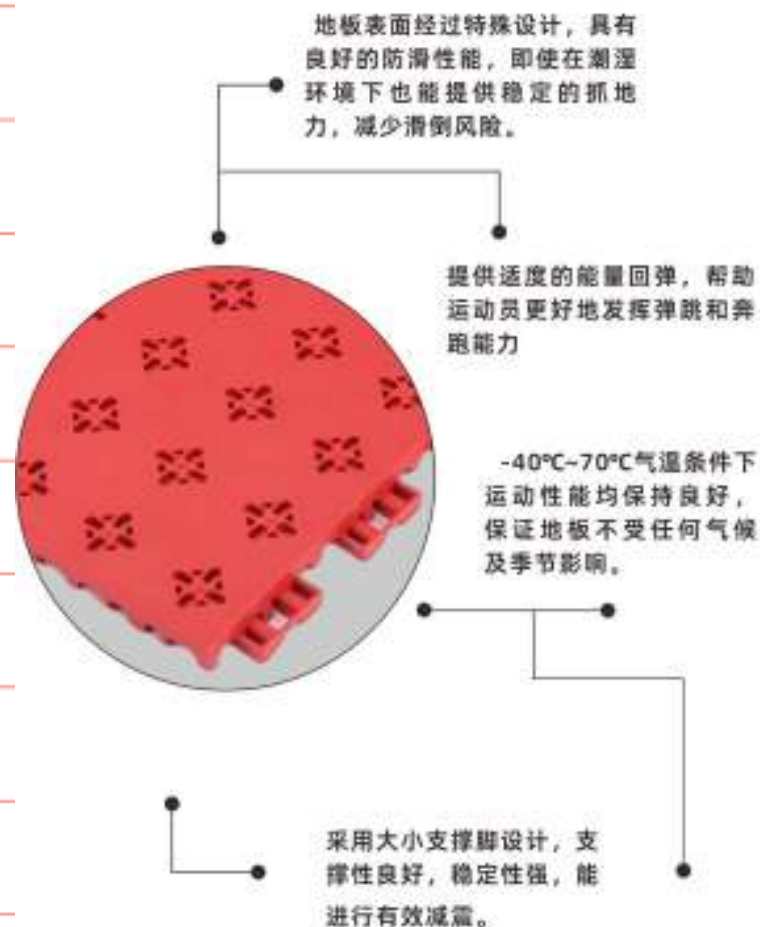 地板表面经过特殊设计，具有
良好的防滑性能，即使在潮湿
环境下也能提供稳定的抓地
力，减少滑倒风险。
提供适度的能量回弹，帮助
运动员更好地发挥弹跳和奔
跑能力
-40℃~70℃气温条件下
运动性能均保持良好，
保证地板不受任何气候
及季节影响。
采用大小支撑脚设计，支
撑性良好，稳定性强，能
进行有效减震。